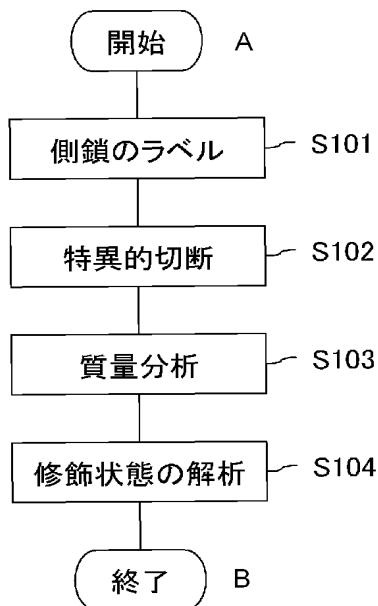 開始 A
側鎖のラベル S101
特異的切断 S102
質量分析 S103
修飾状態の解析 S104
終了 B